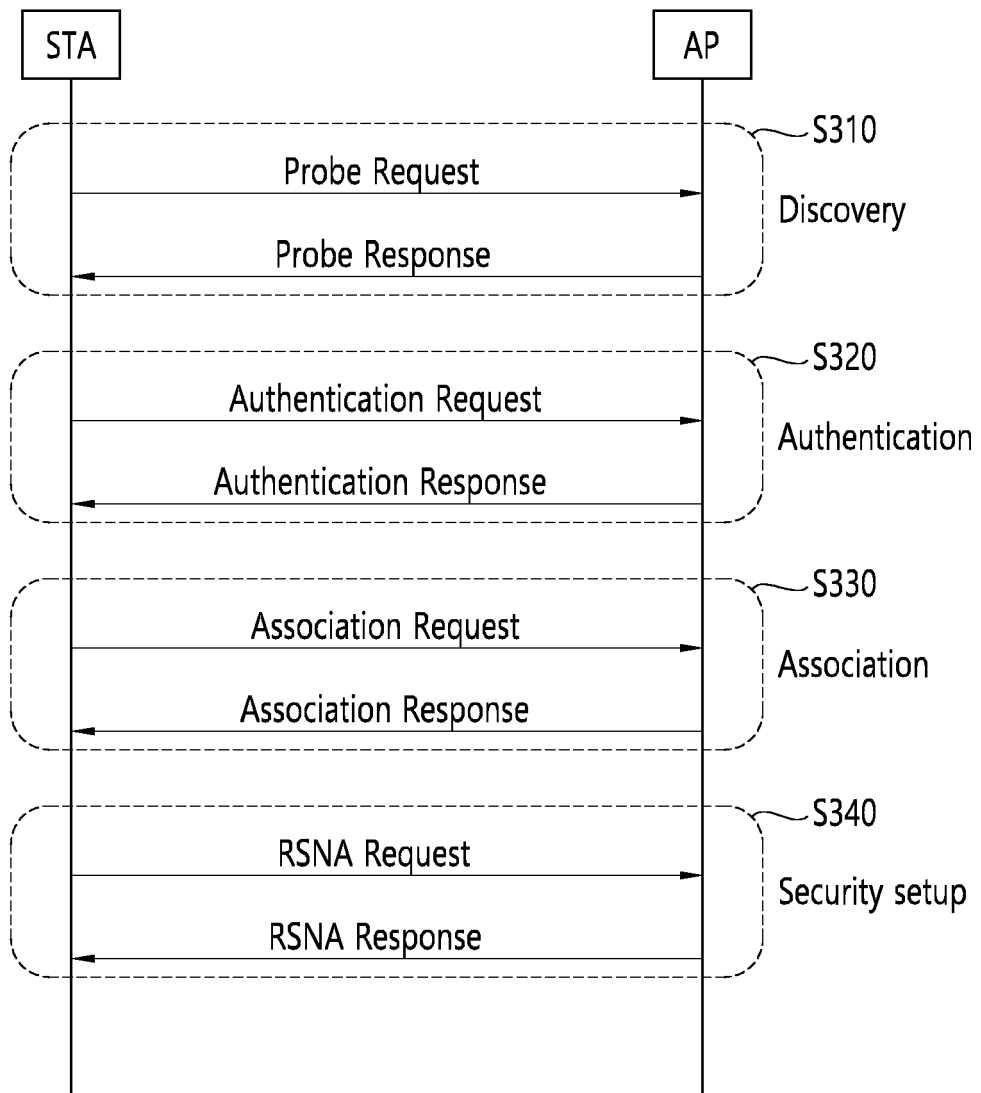 STA
AP
S310
Probe Request
Discovery
Probe Response
S320
Authentication Request
Authentication
Authentication Response
S330
Association Request
Association
Association Response
S340
RSNA Request
Security setup
RSNA Response